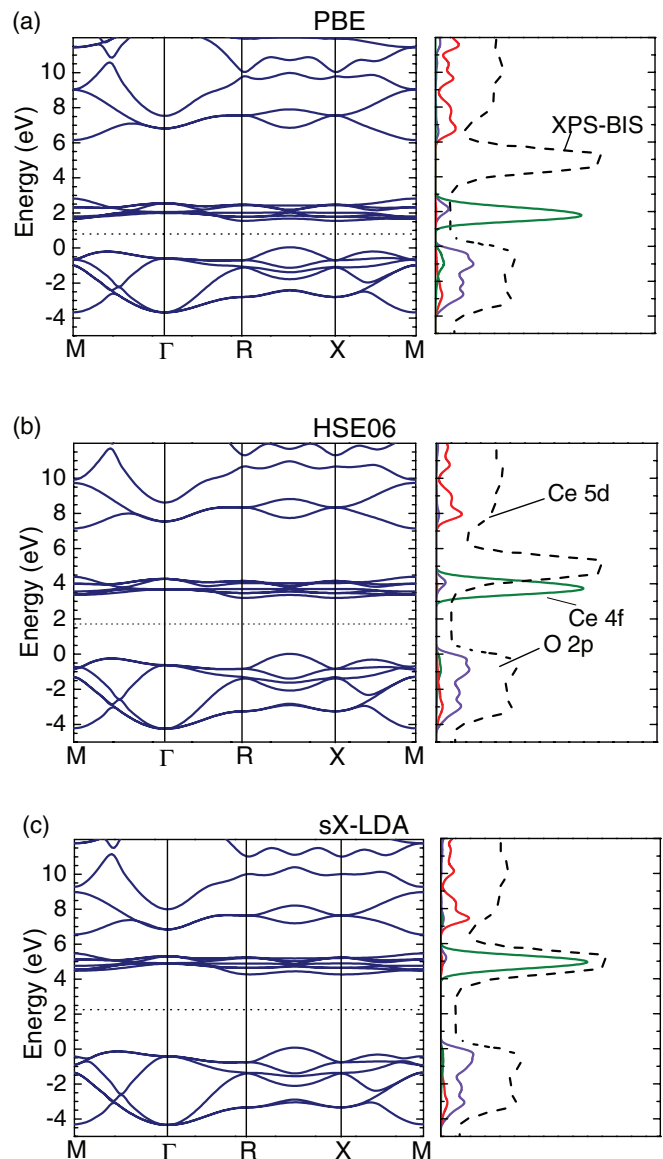 (a) PBE
Energy (eV)
10
8
6
4
2
0
-2
-4
M Γ R X M
XPS-BIS
(b) HSE06
Energy (eV)
10
8
6
4
2
0
-2
-4
M Γ R X M
Ce 5d
Ce 4f
O 2p
(c) sX-LDA
Energy (eV)
10
8
6
4
2
0
-2
-4
M Γ R X M